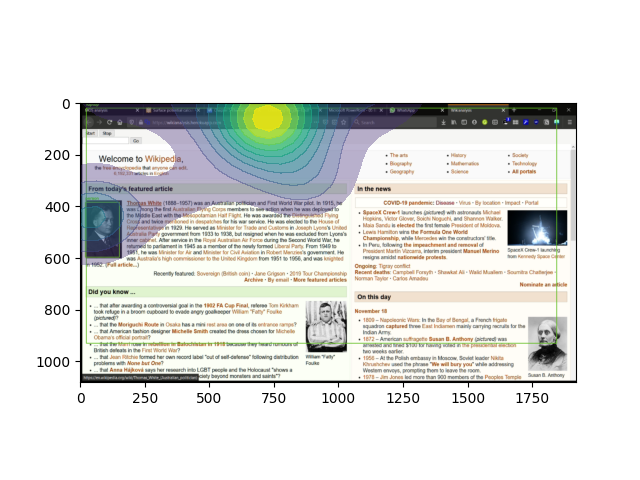 0
200
400
600
800
1000
0 250 500 750 1000 1250 1500 1750
Start Stop
Go
Welcome to Wikipedia,
the free encyclopedia that anyone can edit.
• The arts • History • Society
• Biography • Mathematics • Technology
• Geography • Science • All portals
From today's featured article
Thomas White (1888–1957) was an Australian politician and First World War pilot. In 1915, he
was among the first Australian Flying Corps members to see action when he was deployed to
the Middle East with the Mesopotamian Half Flight. He was awarded the Distinguished Flying
Cross and twice mentioned in despatches for his war service. He was elected to the House of
Representatives in 1929. He served as Minister for Trade and Customs in Joseph Lyons's United
Australia Party government from 1933 to 1938, but resigned when he was excluded from Lyons's
inner cabinet. After service in the Royal Australian Air Force during the Second World War, he
returned to parliament in 1945 as a member of the newly formed Liberal Party. From 1949 to
1951, he was Minister for Air and Minister for Civil Aviation in Robert Menzies's government. He
was Australia's high commissioner to the United Kingdom from 1951 to 1956, and was knighted
in 1952. (Full article...)
Recently featured: Sovereign (British coin) • Jane Grigson • 2019 Tour Championship
Archive • By email • More featured articles
Did you know ...
• ... that after awarding a controversial goal in the 1902 FA Cup Final, referee Tom Kirkham
took refuge in a broom cupboard to evade angry goalkeeper William "Fatty" Foulke
(pictured)?
• ... that the Moriguchi Route in Osaka has a mini rest area on one of its entrance ramps?
• ... that American fashion designer Michelle Smith created the dress chosen for Michelle
Obama's official portrait?
• ... that the Marri rose in rebellion in Balochistan in 1918 because they heard rumours of
British defeats in the First World War?
• ... that Jean Ritchie formed her own record label "out of self-defense" following distribution
problems with None but One?
• ... that Anna Hájková says her research into LGBT people and the Holocaust "shows a
society beyond monsters and saints"?
William "Fatty"
Foulke
In the news
COVID-19 pandemic: Disease • Virus • By location • Impact • Portal
• SpaceX Crew-1 launches (pictured) with astronauts Michael
Hopkins, Victor Glover, Soichi Noguchi, and Shannon Walker.
• Maia Sandu is elected the first female President of Moldova.
• Lewis Hamilton wins the Formula One World
Championship, while Mercedes win the constructors' title.
• In Peru, following the impeachment and removal of
President Martín Vizcarra, interim president Manuel Merino
resigns amidst nationwide protests.
SpaceX Crew-1 launching
from Kennedy Space Center
Ongoing: Tigray conflict
Recent deaths: Campbell Forsyth • Shawkat Ali • Walid Muallem • Soumitra Chatterjee •
Norman Taylor • Carlos Amadeu
Nominate an article
On this day
November 18
• 1809 – Napoleonic Wars: In the Bay of Bengal, a French frigate
squadron captured three East Indiamen mainly carrying recruits for the
Indian Army.
• 1872 – American suffragette Susan B. Anthony (pictured) was
arrested and fined $100 for having voted in the presidential election
two weeks earlier.
• 1956 – At the Polish embassy in Moscow, Soviet leader Nikita
Khrushchev used the phrase "We will bury you" while addressing
Western envoys, prompting them to leave the room.
• 1978 – Jim Jones led more than 900 members of the Peoples Temple
Susan B. Anthony